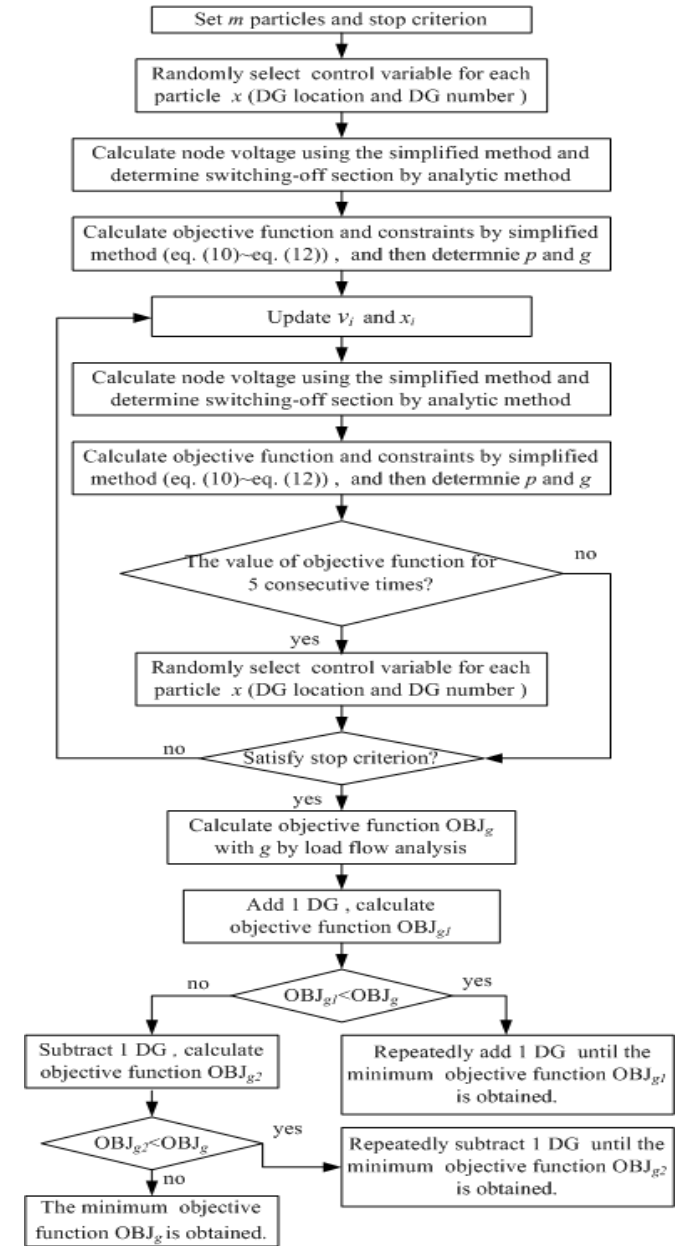 Set m particles and stop criterion
Randomly select control variable for each
particle x (DG location and DG number )
Calculate node voltage using the simplified method and
determine switching-off section by analytic method
Calculate objective function and constraints by simplified
method (eq. (10)~eq. (12)) , and then determnie p and g
Update vi and xi
Calculate node voltage using the simplified method and
determine switching-off section by analytic method
Calculate objective function and constraints by simplified
method (eq. (10)~eq. (12)) , and then determnie p and g
The value of objective function for
5 consecutive times?
no
yes
Randomly select control variable for each
particle x (DG location and DG number )
no
Satisfy stop criterion?
yes
Calculate objective function OBJg
with g by load flow analysis
Add 1 DG , calculate
objective function OBJg1
no
OBJg1<OBJg
yes
Subtract 1 DG , calculate
objective function OBJg2
Repeatedly add 1 DG until the
minimum objective function OBJg1
is obtained.
OBJg2<OBJg
yes
Repeatedly subtract 1 DG until the
minimum objective function OBJg2
is obtained.
no
The minimum objective
function OBJg is obtained.